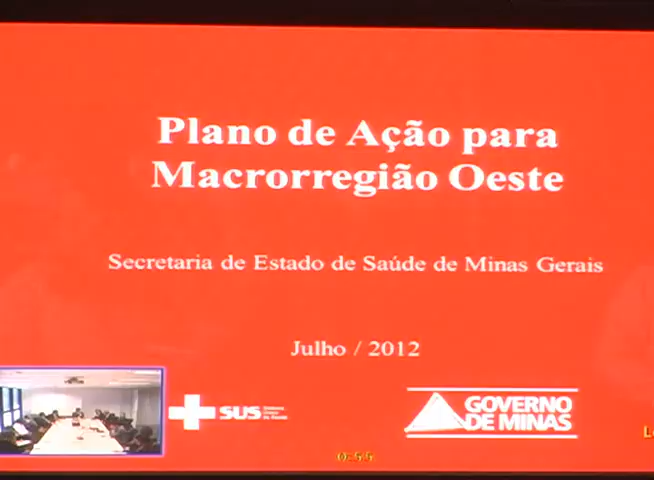 Plano de Ação para
Macrorregião Oeste
Secretaria de Estado de Saúde de Minas Gerais
Julho / 2012
SUS
GOVERNO
DE MINAS